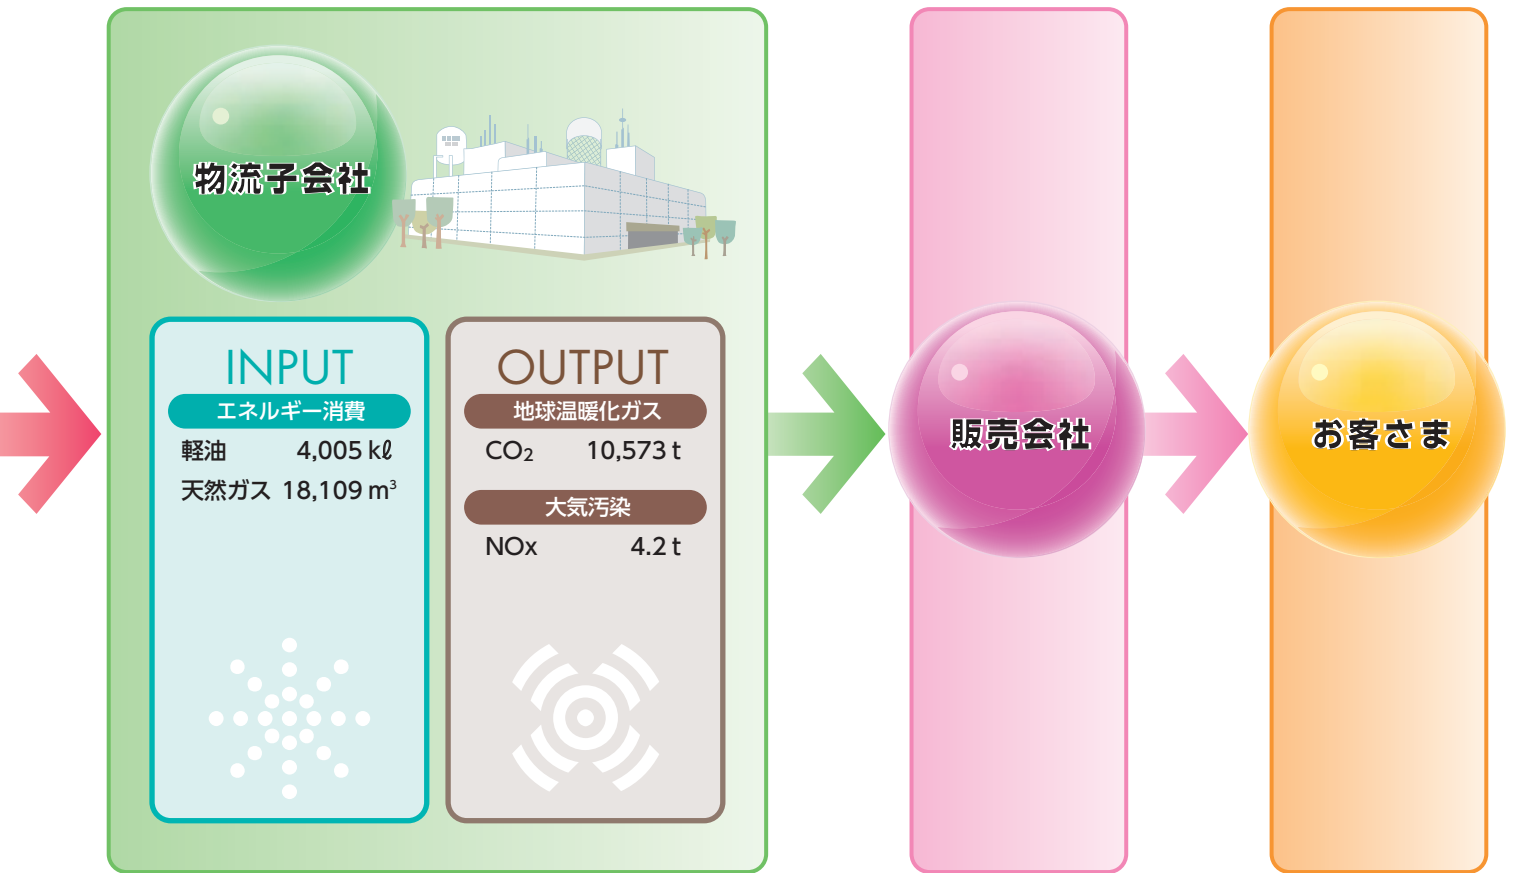 物流子会社
INPUT
エネルギー消費
軽油 4,005 kℓ
天然ガス 18,109 m³
OUTPUT
地球温暖化ガス
CO₂ 10,573 t
大気汚染
NOx 4.2 t
販売会社
お客さま